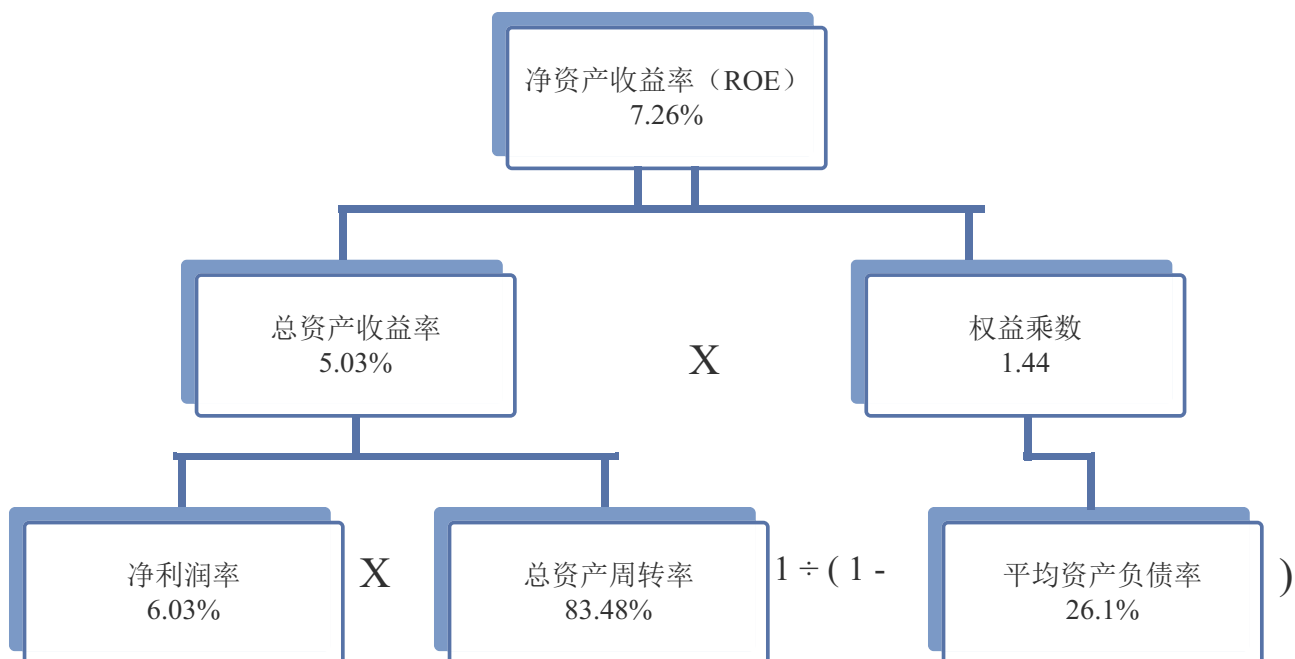 净资产收益率（ROE）
7.26%
总资产收益率
5.03%
X
权益乘数
1.44
净利润率
6.03%
X
总资产周转率
83.48%
1 ÷ ( 1 -
平均资产负债率
26.1%
)